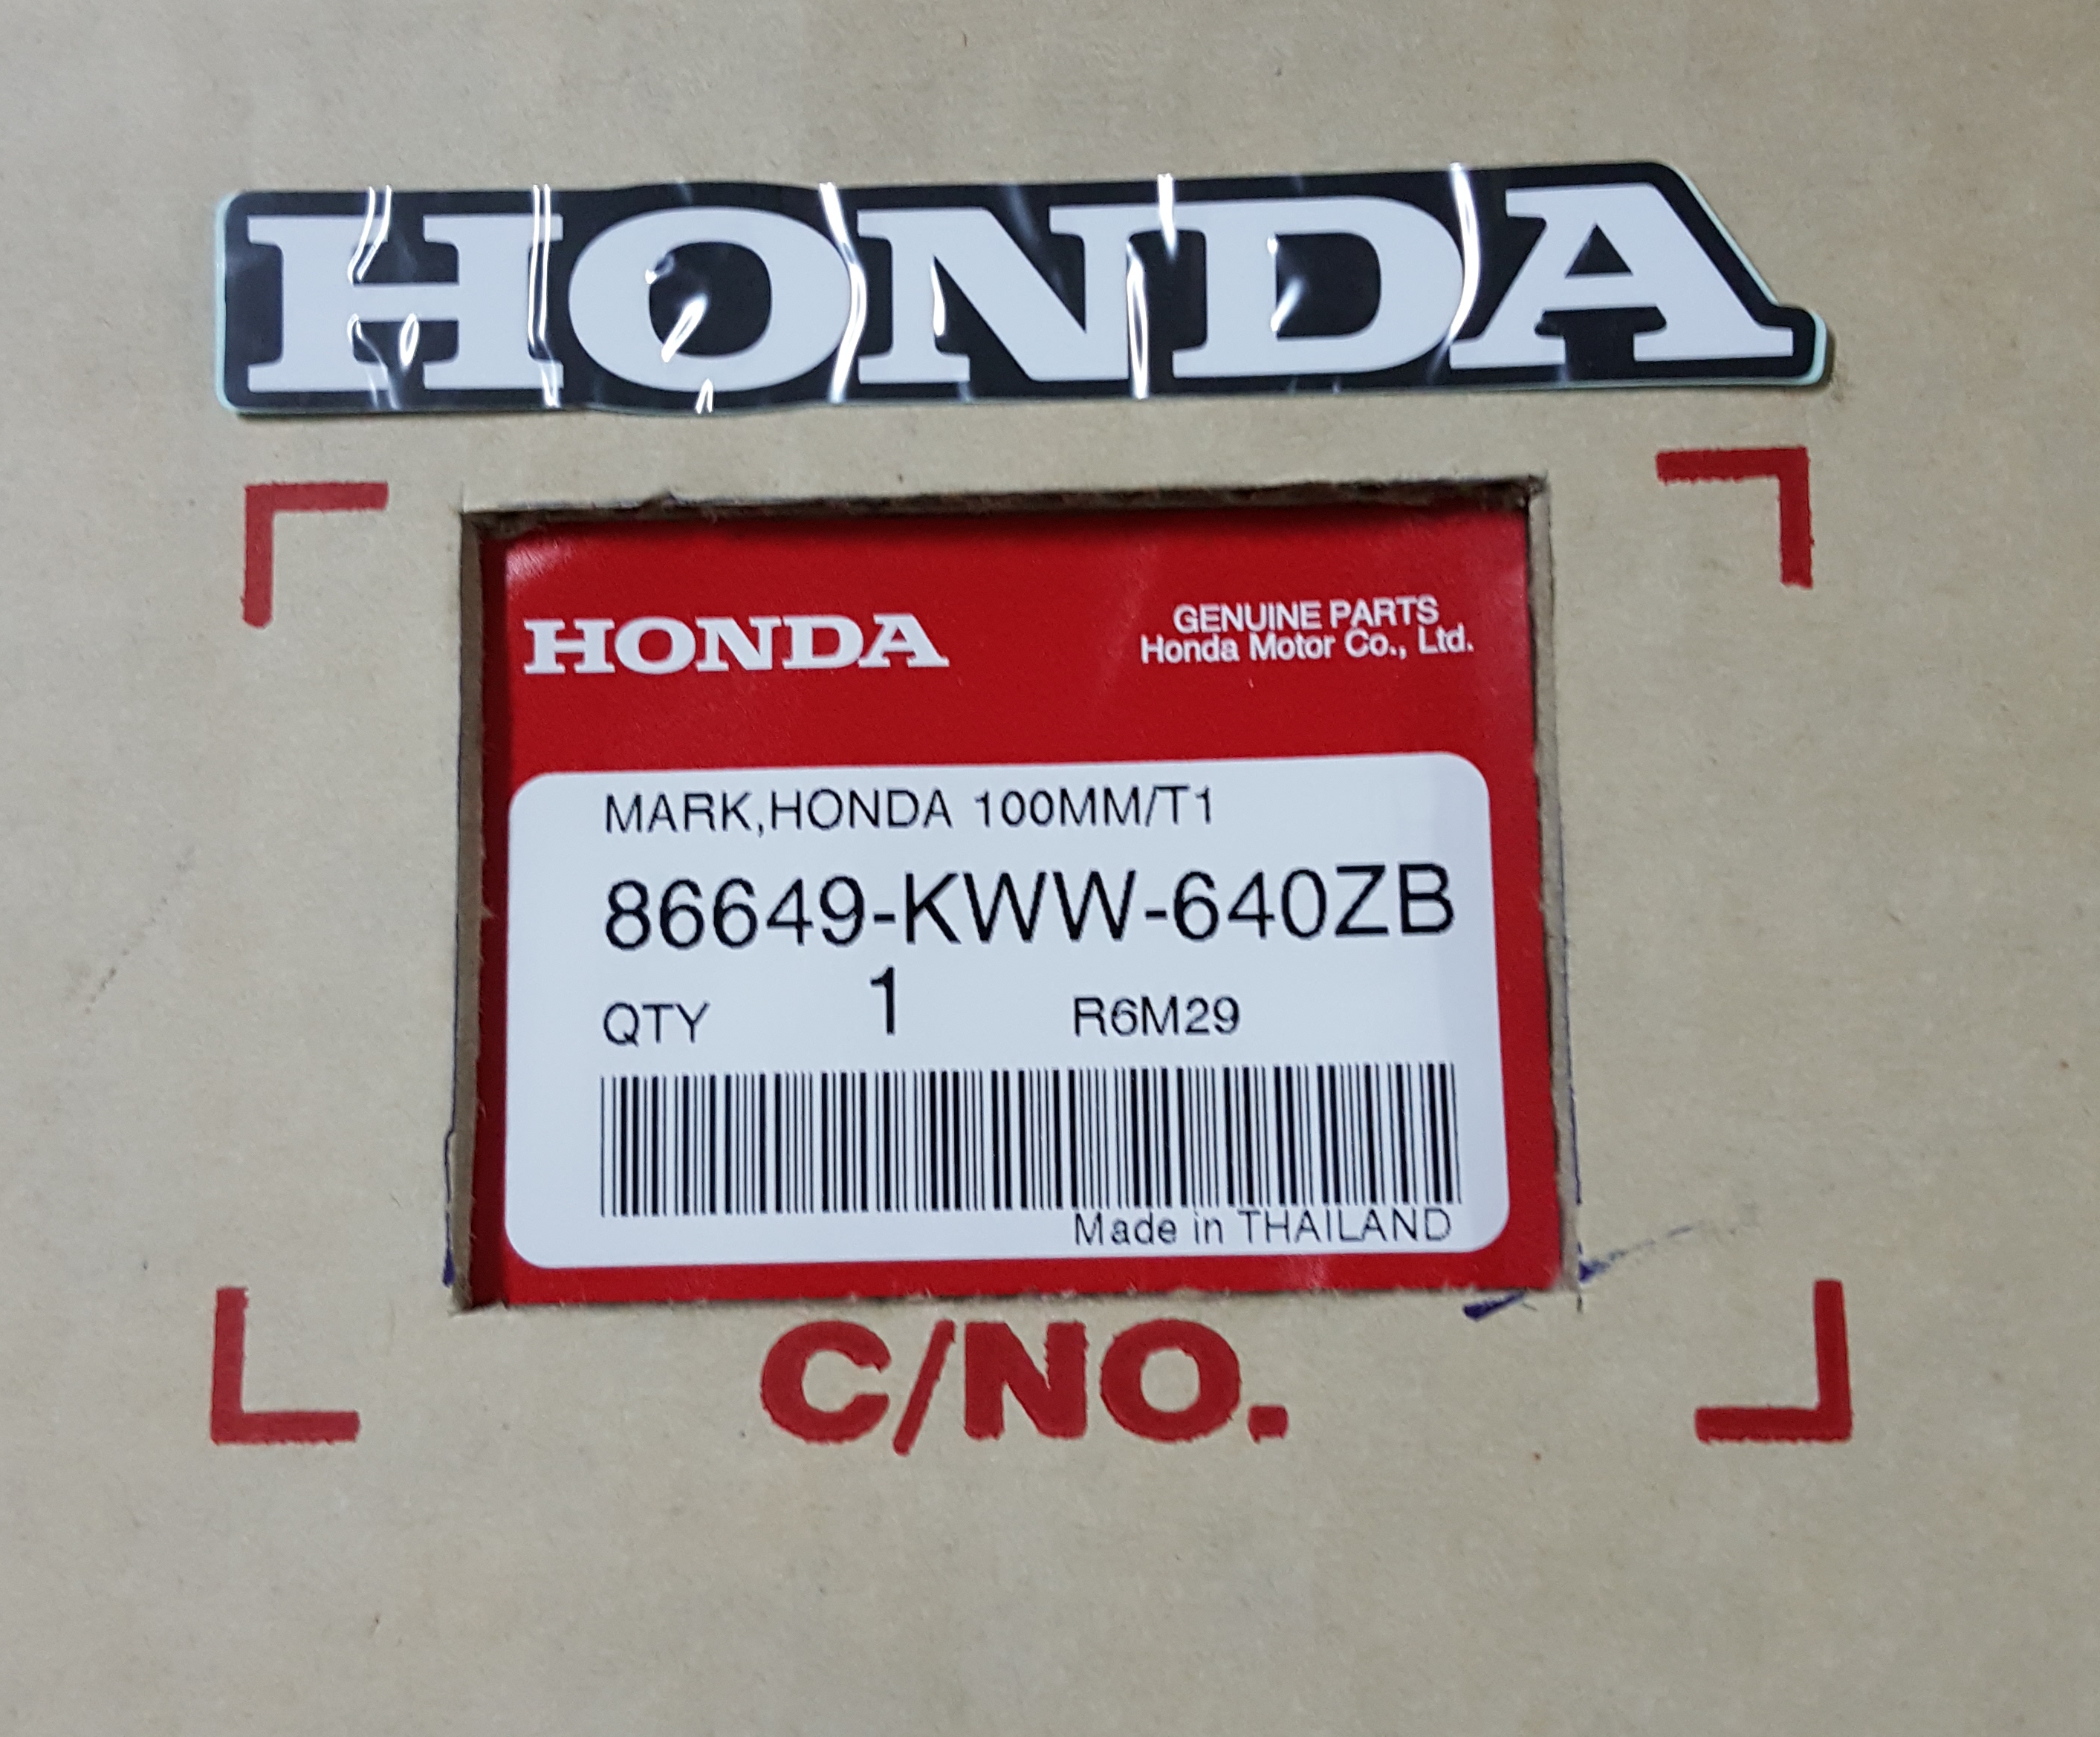 HONDA
HONDA
GENUINE PARTS
Honda Motor Co., Ltd.
MARK,HONDA 100MM/T1
86649-KWW-640ZB
QTY 1 R6M29
Made in THAILAND
C/NO.